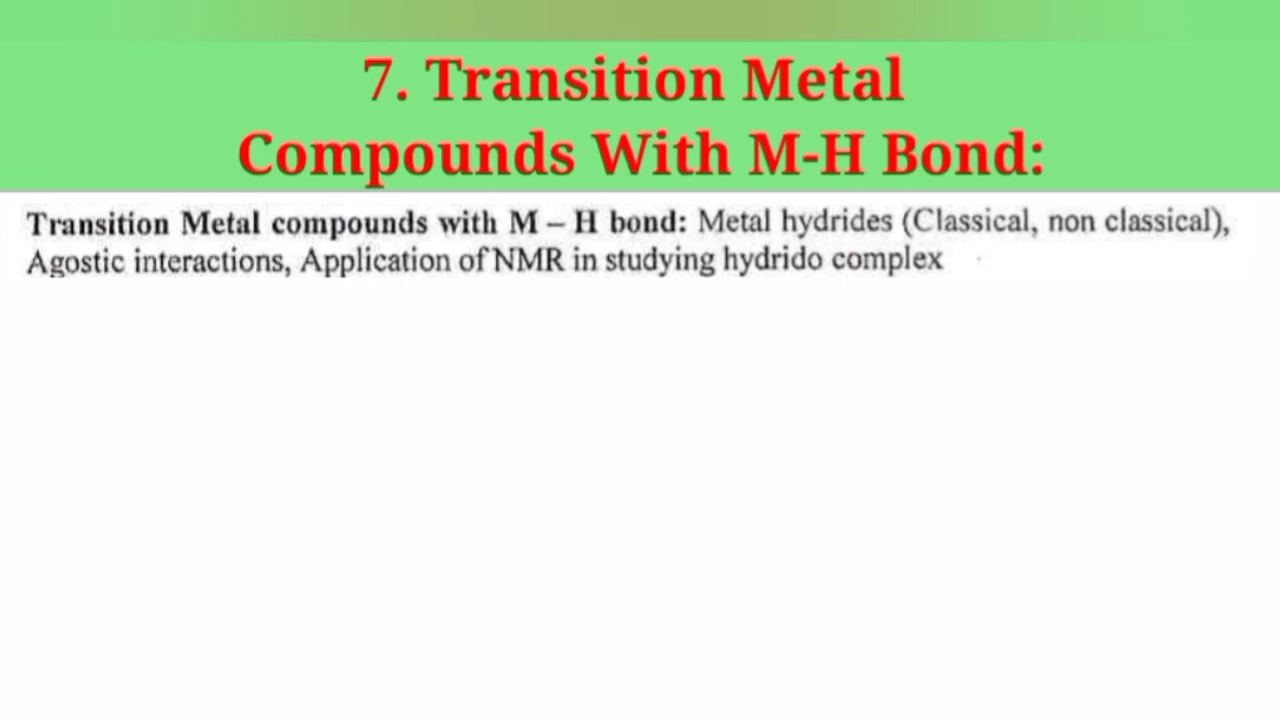 7. Transition Metal
Compounds With M-H Bond:
Transition Metal compounds with M – H bond: Metal hydrides (Classical, non classical),
Agostic interactions, Application of NMR in studying hydrido complex